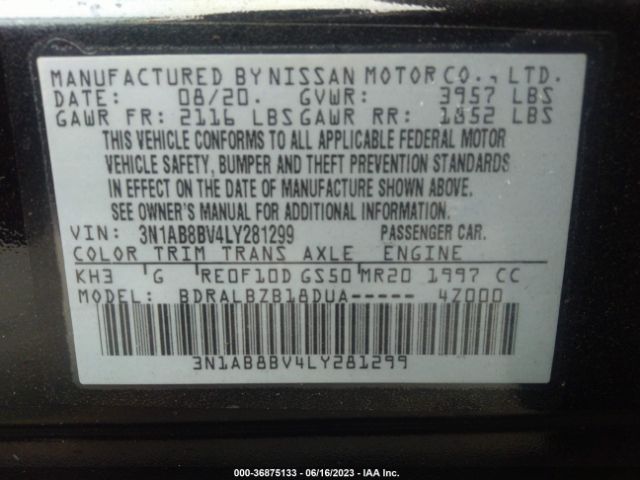 MANUFACTURED BY NISSAN MOTOR CO., LTD.
DATE: 08/20. GVWR: 3957 LBS
GAWR FR: 2116 LBS GAWR RR: 1852 LBS
THIS VEHICLE CONFORMS TO ALL APPLICABLE FEDERAL MOTOR
VEHICLE SAFETY, BUMPER AND THEFT PREVENTION STANDARDS
IN EFFECT ON THE DATE OF MANUFACTURE SHOWN ABOVE.
SEE OWNER'S MANUAL FOR ADDITIONAL INFORMATION.
VIN: 3N1AB8BV4LY281299 PASSENGER CAR.
COLOR TRIM TRANS AXLE ENGINE
KH3 G RE0F10D GS50 MR20 1997 CC
MODEL: BDRALBZB18DUA----- 4Z000
3N1AB8BV4LY281299
000-36875133 - 06/16/2023 - IAA Inc.